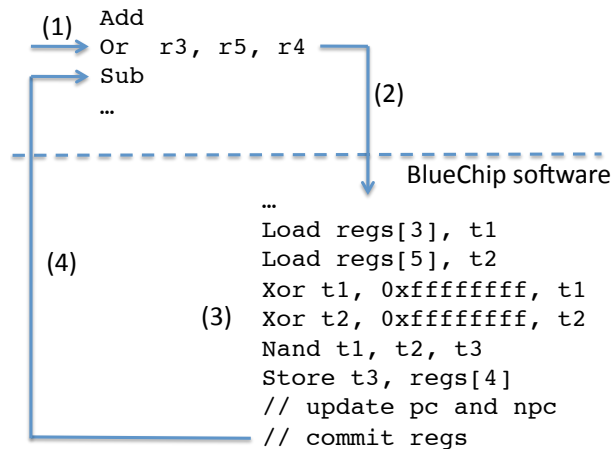 Add
(1)
Or r3, r5, r4
Sub
…
(2)
BlueChip software
…
Load regs[3], t1
Load regs[5], t2
(4)
Xor t1, 0xffffffff, t1
(3)
Xor t2, 0xffffffff, t2
Nand t1, t2, t3
Store t3, regs[4]
// update pc and npc
// commit regs